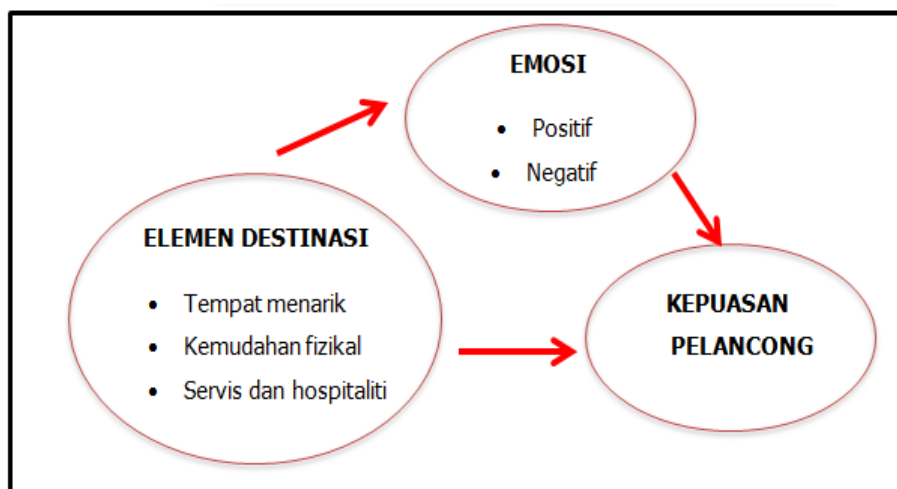 EMOSI
• Positif
• Negatif
ELEMEN DESTINASI
• Tempat menarik
• Kemudahan fizikal
• Servis dan hospitaliti
KEPUASAN
PELANCONG